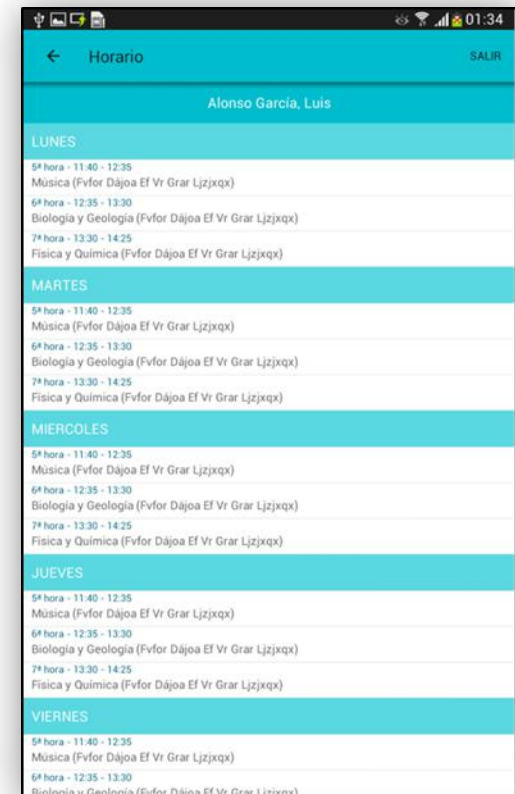 01:34
Horario
SALIR
Alonso García, Luis
LUNES
5ª hora - 11:40 - 12:35
Música (Fvfor Dájoa Ef Vr Grar Ljzjxqx)
6ª hora - 12:35 - 13:30
Biología y Geología (Fvfor Dájoa Ef Vr Grar Ljzjxqx)
7ª hora - 13:30 - 14:25
Física y Química (Fvfor Dájoa Ef Vr Grar Ljzjxqx)
MARTES
5ª hora - 11:40 - 12:35
Música (Fvfor Dájoa Ef Vr Grar Ljzjxqx)
6ª hora - 12:35 - 13:30
Biología y Geología (Fvfor Dájoa Ef Vr Grar Ljzjxqx)
7ª hora - 13:30 - 14:25
Física y Química (Fvfor Dájoa Ef Vr Grar Ljzjxqx)
MIERCOLES
5ª hora - 11:40 - 12:35
Música (Fvfor Dájoa Ef Vr Grar Ljzjxqx)
6ª hora - 12:35 - 13:30
Biología y Geología (Fvfor Dájoa Ef Vr Grar Ljzjxqx)
7ª hora - 13:30 - 14:25
Física y Química (Fvfor Dájoa Ef Vr Grar Ljzjxqx)
JUEVES
5ª hora - 11:40 - 12:35
Música (Fvfor Dájoa Ef Vr Grar Ljzjxqx)
6ª hora - 12:35 - 13:30
Biología y Geología (Fvfor Dájoa Ef Vr Grar Ljzjxqx)
7ª hora - 13:30 - 14:25
Física y Química (Fvfor Dájoa Ef Vr Grar Ljzjxqx)
VIERNES
5ª hora - 11:40 - 12:35
Música (Fvfor Dájoa Ef Vr Grar Ljzjxqx)
6ª hora - 12:35 - 13:30
Biología y Geología (Fvfor Dájoa Ef Vr Grar Ljzjxqx)